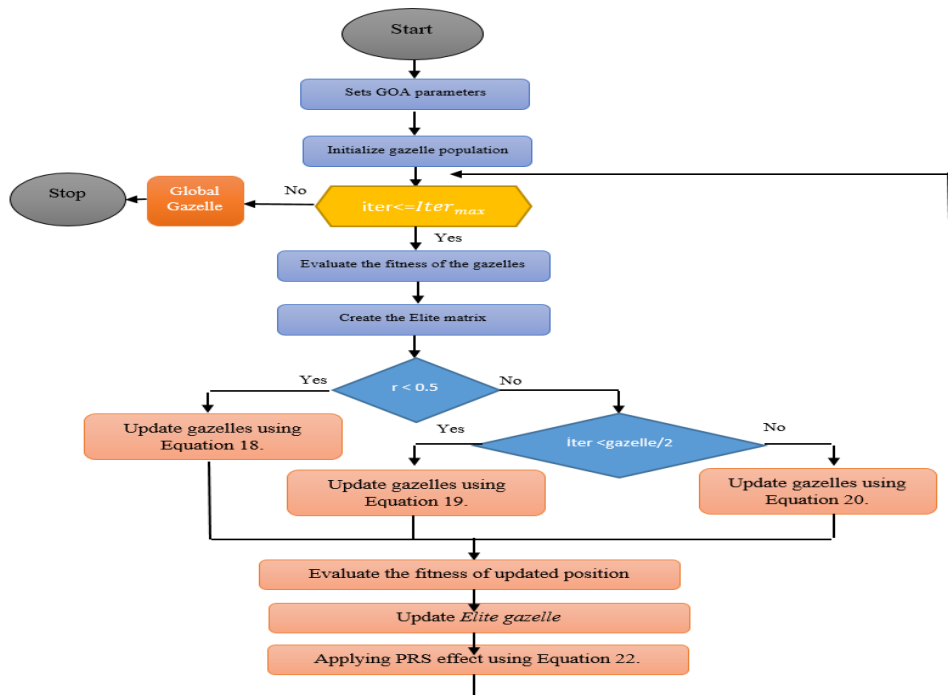 Start
Sets GOA parameters
Initialize gazelle population
Stop
Global
Gazelle
No
iter<=Iter_max
Yes
Evaluate the fitness of the gazelles
Create the Elite matrix
Yes
r < 0.5
No
Update gazelles using
Equation 18.
Yes
İter <gazelle/2
No
Update gazelles using
Equation 19.
Update gazelles using
Equation 20.
Evaluate the fitness of updated position
Update Elite gazelle
Applying PRS effect using Equation 22.